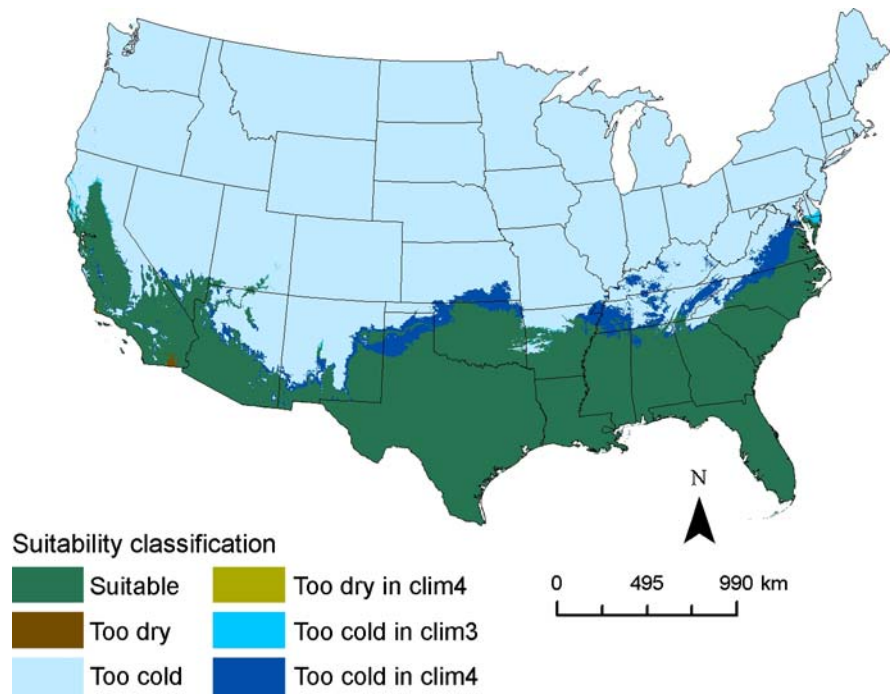 N
Suitability classification
Suitable
Too dry
Too cold
Too dry in clim4
Too cold in clim3
Too cold in clim4
0 495 990 km